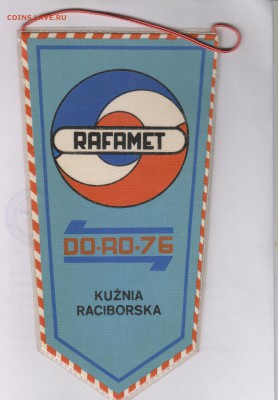 COINS.LAVE.RU
RAFAMET
DO-RO-76
KUŹNIA
RACIBORSKA